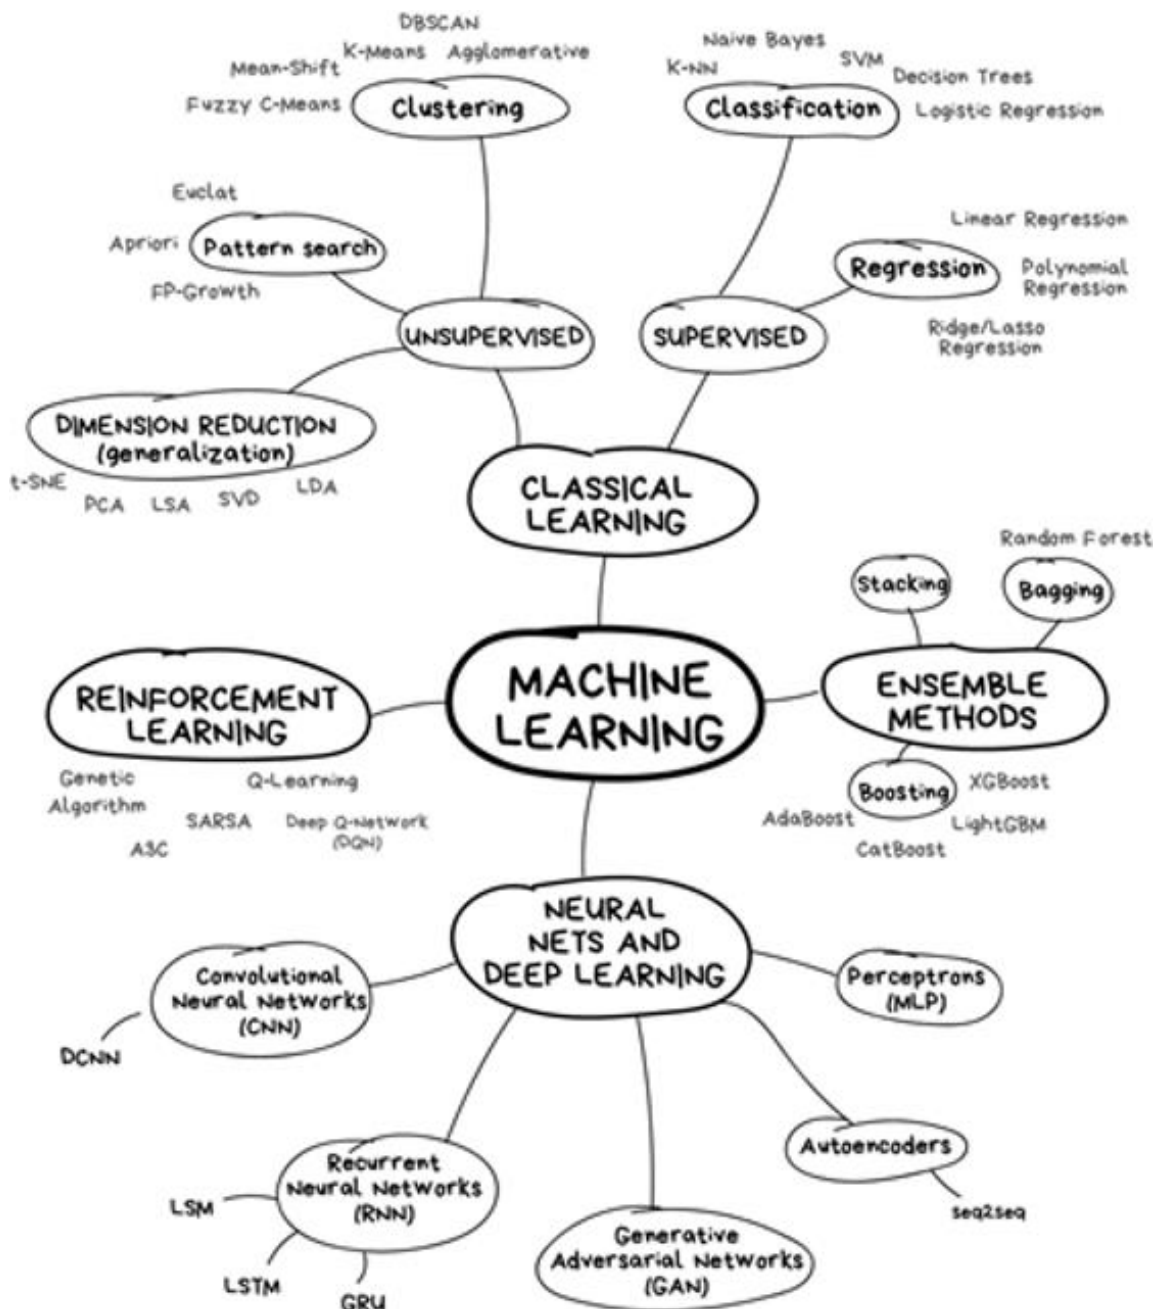 DBSCAN
K-Means
Agglomerative
Mean-Shift
Fuzzy C-Means
Clustering
Naive Bayes
K-NN
SVM
Decision Trees
Classification
Logistic Regression
Euclat
Apriori
Pattern search
FP-Growth
Linear Regression
Regression
Polynomial
Regression
Ridge/Lasso
Regression
UNSUPERVISED
SUPERVISED
DIMENSION REDUCTION
(generalization)
t-SNE
PCA
LSA
SVD
LDA
CLASSICAL
LEARNING
Random Forest
Stacking
Bagging
MACHINE
LEARNING
REINFORCEMENT
LEARNING
ENSEMBLE
METHODS
Genetic
Algorithm
Q-Learning
SARSA
Deep Q-Network
(DQN)
A3C
Boosting
XGBoost
AdaBoost
LightGBM
CatBoost
NEURAL
NETS AND
DEEP LEARNING
Convolutional
Neural Networks
(CNN)
DCNN
Perceptrons
(MLP)
Autoencoders
seq2seq
Recurrent
Neural Networks
(RNN)
LSM
LSTM
GRU
Generative
Adversarial Networks
(GAN)